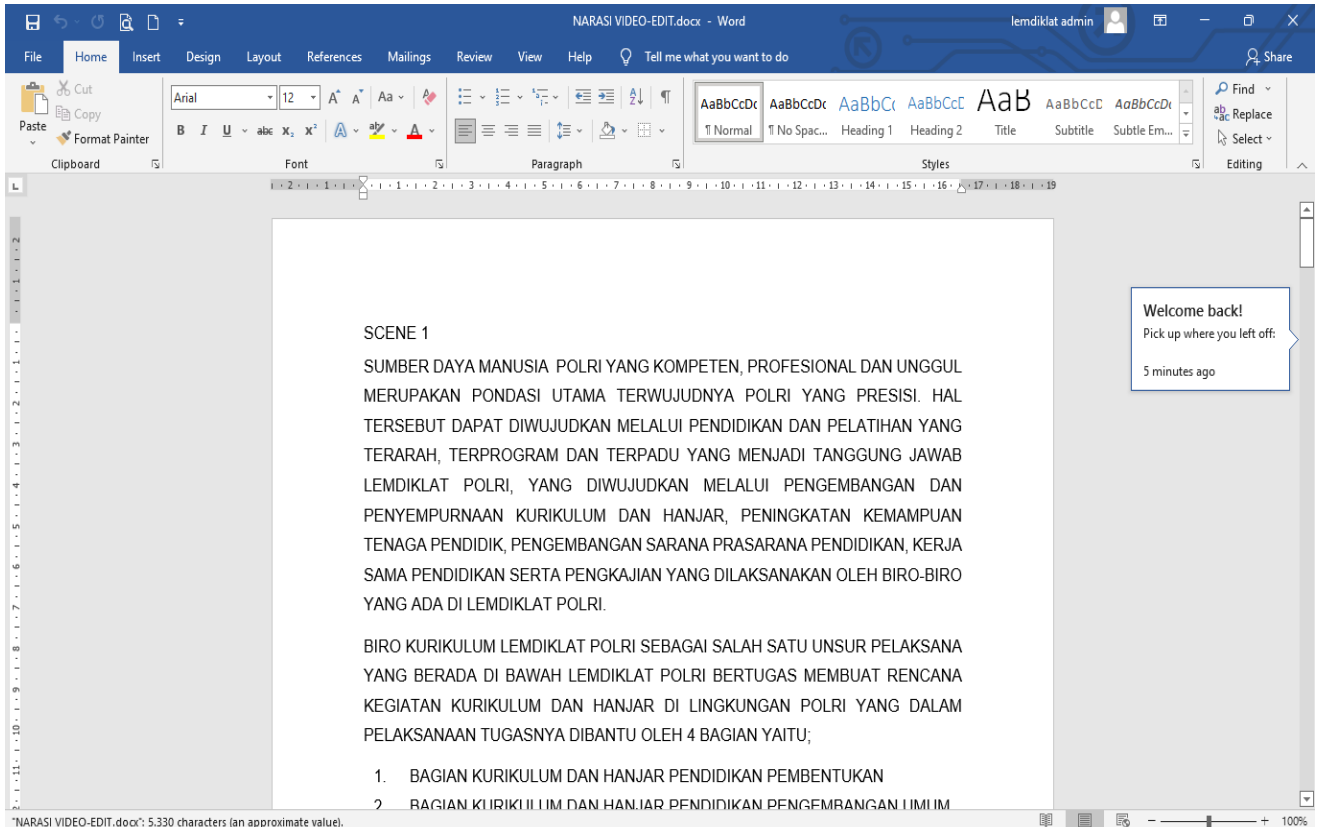 NARASI VIDEO-EDIT.docx - Word
lemdiklat admin
File Home Insert Design Layout References Mailings Review View Help Tell me what you want to do Share
Paste
Cut
Copy
Format Painter
Clipboard
Arial 12
Font
Paragraph
AaBbCcDc AaBbCcDc AaBbCc AaBbCcD AaB AaBbCcD AaBbCcDc
¶ Normal ¶ No Spac... Heading 1 Heading 2 Title Subtitle Subtle Em...
Styles
Find
Replace
Select
Editing
Welcome back!
Pick up where you left off:
5 minutes ago
SCENE 1
SUMBER DAYA MANUSIA POLRI YANG KOMPETEN, PROFESIONAL DAN UNGGUL
MERUPAKAN PONDASI UTAMA TERWUJUDNYA POLRI YANG PRESISI. HAL
TERSEBUT DAPAT DIWUJUDKAN MELALUI PENDIDIKAN DAN PELATIHAN YANG
TERARAH, TERPROGRAM DAN TERPADU YANG MENJADI TANGGUNG JAWAB
LEMDIKLAT POLRI, YANG DIWUJUDKAN MELALUI PENGEMBANGAN DAN
PENYEMPURNAAN KURIKULUM DAN HANJAR, PENINGKATAN KEMAMPUAN
TENAGA PENDIDIK, PENGEMBANGAN SARANA PRASARANA PENDIDIKAN, KERJA
SAMA PENDIDIKAN SERTA PENGKAJIAN YANG DILAKSANAKAN OLEH BIRO-BIRO
YANG ADA DI LEMDIKLAT POLRI.
BIRO KURIKULUM LEMDIKLAT POLRI SEBAGAI SALAH SATU UNSUR PELAKSANA
YANG BERADA DI BAWAH LEMDIKLAT POLRI BERTUGAS MEMBUAT RENCANA
KEGIATAN KURIKULUM DAN HANJAR DI LINGKUNGAN POLRI YANG DALAM
PELAKSANAAN TUGASNYA DIBANTU OLEH 4 BAGIAN YAITU;
1. BAGIAN KURIKULUM DAN HANJAR PENDIDIKAN PEMBENTUKAN
2. BAGIAN KURIKULUM DAN HANJAR PENDIDIKAN PENGEMBANGAN UMUM
"NARASI VIDEO-EDIT.docx": 5.330 characters (an approximate value).
100%